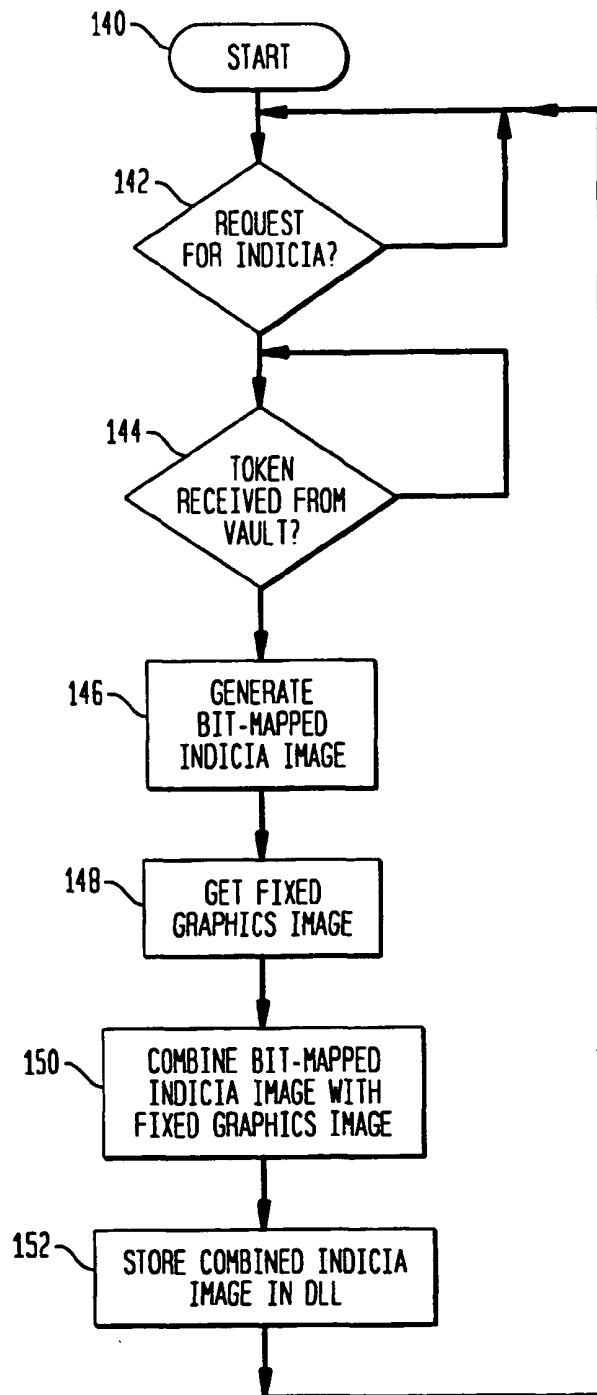 140
START
142
REQUEST
FOR INDICIA?
144
TOKEN
RECEIVED FROM
VAULT?
146
GENERATE
BIT-MAPPED
INDICIA IMAGE
148
GET FIXED
GRAPHICS IMAGE
150
COMBINE BIT-MAPPED
INDICIA IMAGE WITH
FIXED GRAPHICS IMAGE
152
STORE COMBINED INDICIA
IMAGE IN DLL